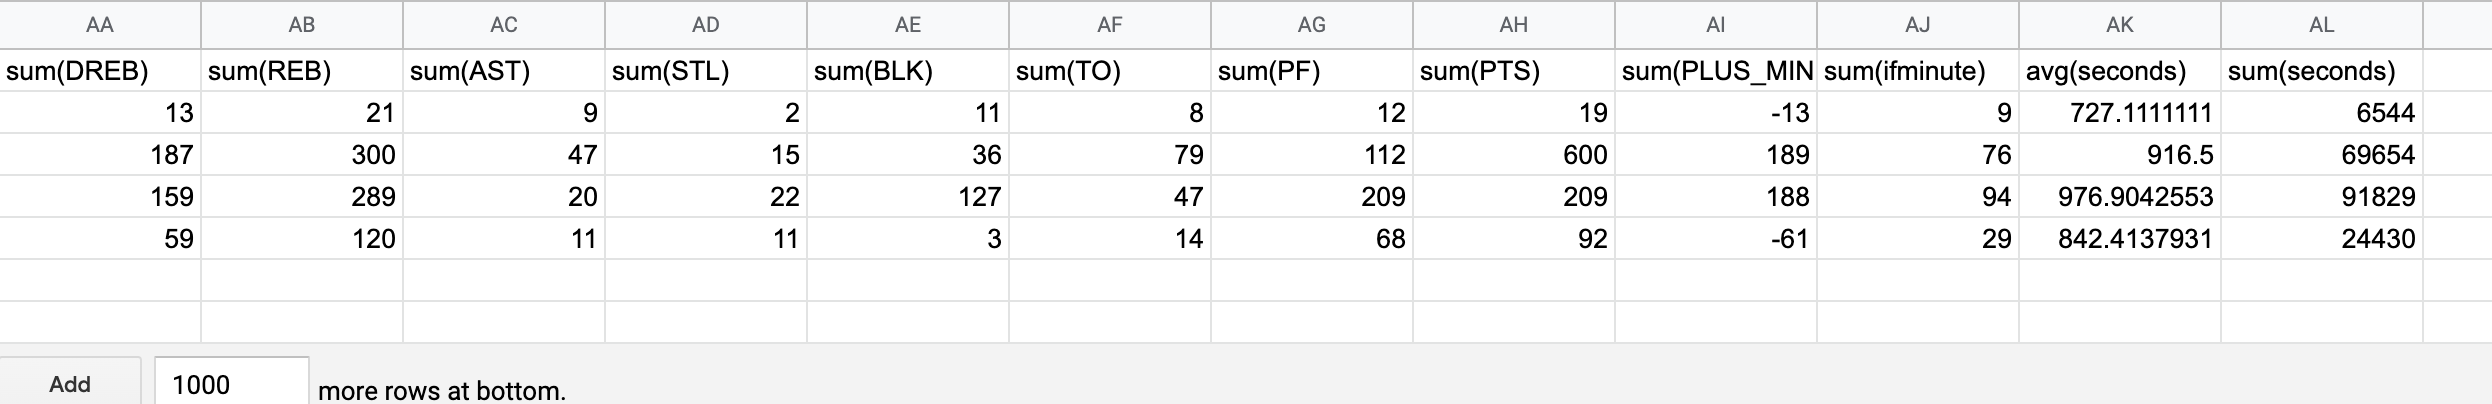 AA AB AC AD AE AF AG AH AI AJ AK AL
sum(DREB) sum(REB) sum(AST) sum(STL) sum(BLK) sum(TO) sum(PF) sum(PTS) sum(PLUS_MIN sum(ifminute) avg(seconds) sum(seconds)
13 21 9 2 11 8 12 19 -13 9 727.1111111 6544
187 300 47 15 36 79 112 600 189 76 916.5 69654
159 289 20 22 127 47 209 209 188 94 976.9042553 91829
59 120 11 11 3 14 68 92 -61 29 842.4137931 24430
Add 1000 more rows at bottom.